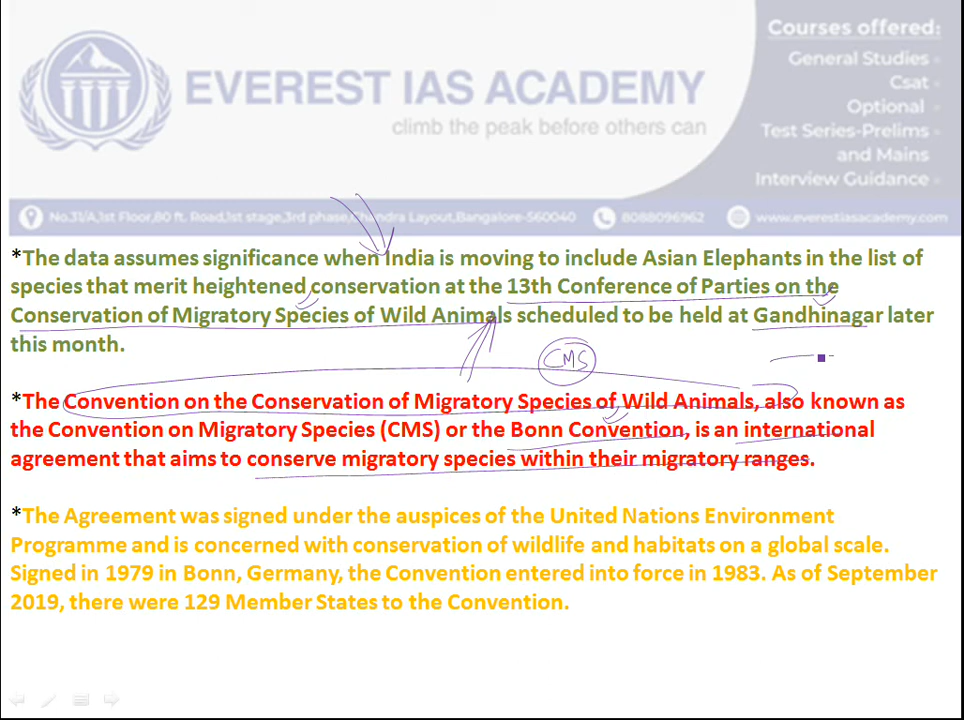 Courses offered:
General Studies
Csat
Optional
Test Series-Prelims
and Mains
Interview Guidance
EVEREST IAS ACADEMY
climb the peak before others can
No.31/A,1st Floor,80 ft. Road,1st stage,3rd phase,Chandra Layout,Bangalore-560040 8088096962 www.everestiasacademy.com
*The data assumes significance when India is moving to include Asian Elephants in the list of
species that merit heightened conservation at the 13th Conference of Parties on the
Conservation of Migratory Species of Wild Animals scheduled to be held at Gandhinagar later
this month.
CMS
*The Convention on the Conservation of Migratory Species of Wild Animals, also known as
the Convention on Migratory Species (CMS) or the Bonn Convention, is an international
agreement that aims to conserve migratory species within their migratory ranges.
*The Agreement was signed under the auspices of the United Nations Environment
Programme and is concerned with conservation of wildlife and habitats on a global scale.
Signed in 1979 in Bonn, Germany, the Convention entered into force in 1983. As of September
2019, there were 129 Member States to the Convention.